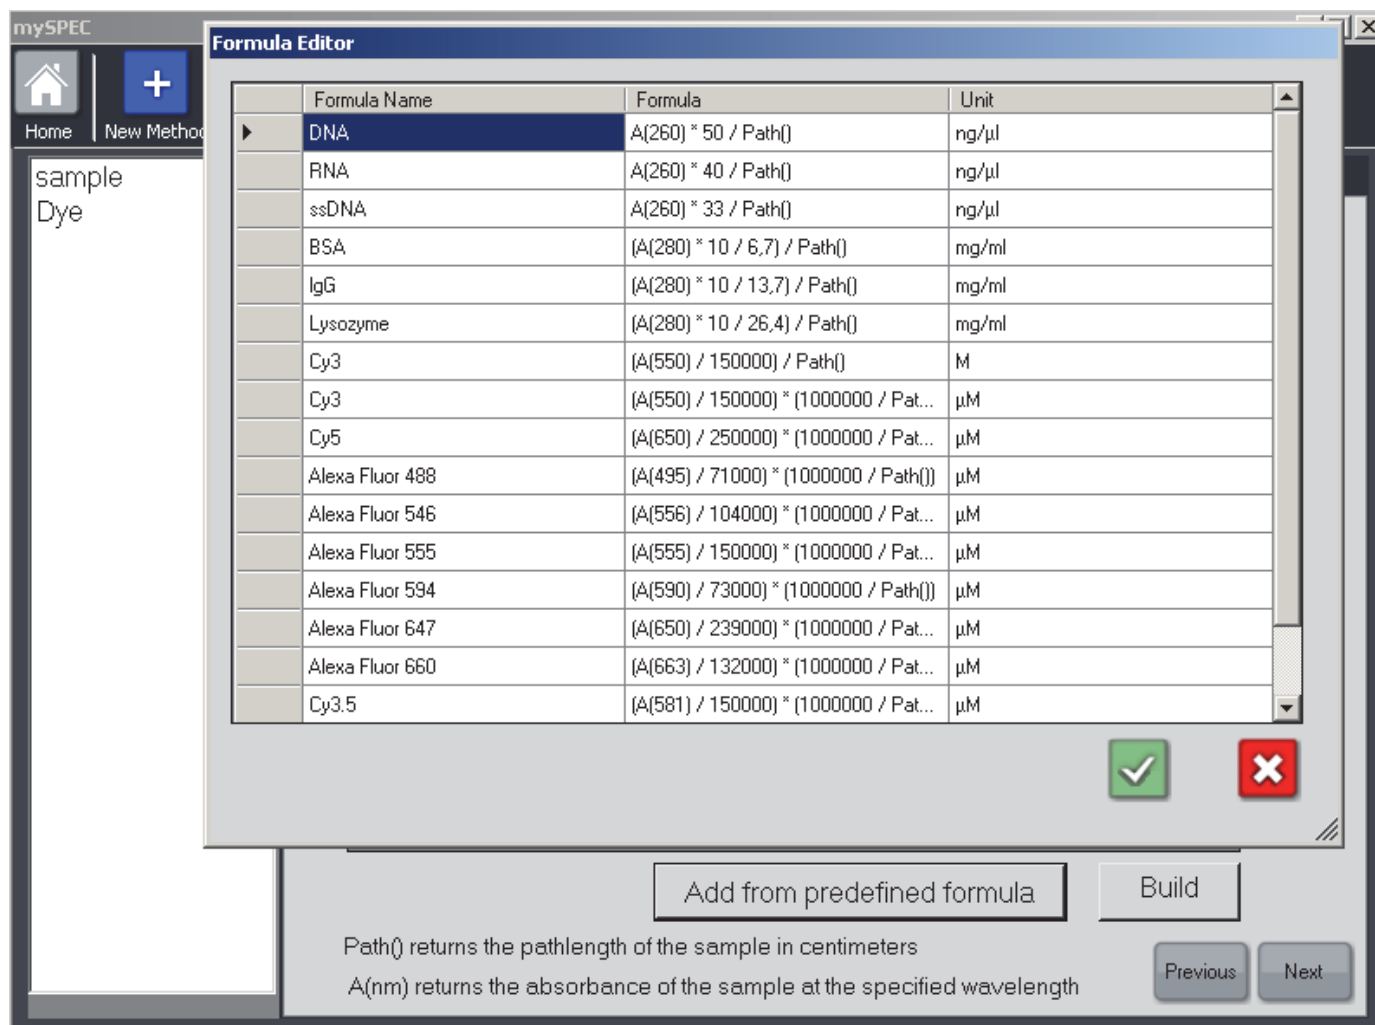 mySPEC
Formula Editor
Home
New Method
sample
Dye
Formula Name Formula Unit
DNA A(260) * 50 / Path() ng/µl
RNA A(260) * 40 / Path() ng/µl
ssDNA A(260) * 33 / Path() ng/µl
BSA (A(280) * 10 / 6,7) / Path() mg/ml
IgG (A(280) * 10 / 13,7) / Path() mg/ml
Lysozyme (A(280) * 10 / 26,4) / Path() mg/ml
Cy3 (A(550) / 150000) / Path() M
Cy3 (A(550) / 150000) * (1000000 / Pat... µM
Cy5 (A(650) / 250000) * (1000000 / Pat... µM
Alexa Fluor 488 (A(495) / 71000) * (1000000 / Path()) µM
Alexa Fluor 546 (A(556) / 104000) * (1000000 / Pat... µM
Alexa Fluor 555 (A(555) / 150000) * (1000000 / Pat... µM
Alexa Fluor 594 (A(590) / 73000) * (1000000 / Path()) µM
Alexa Fluor 647 (A(650) / 239000) * (1000000 / Pat... µM
Alexa Fluor 660 (A(663) / 132000) * (1000000 / Pat... µM
Cy3.5 (A(581) / 150000) * (1000000 / Pat... µM
Add from predefined formula
Build
Path() returns the pathlength of the sample in centimeters
A(nm) returns the absorbance of the sample at the specified wavelength
Previous
Next